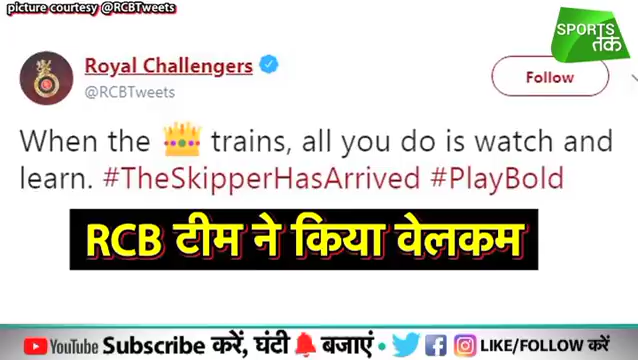 picture courtesy @RCBTweets
SPORTS
तक
Royal Challengers
@RCBTweets
Follow
When the 👑 trains, all you do is watch and
learn. #TheSkipperHasArrived #PlayBold
RCB टीम ने किया वेलकम
YouTube Subscribe करें, घंटी 🔔 बजाएं • LIKE/FOLLOW करें